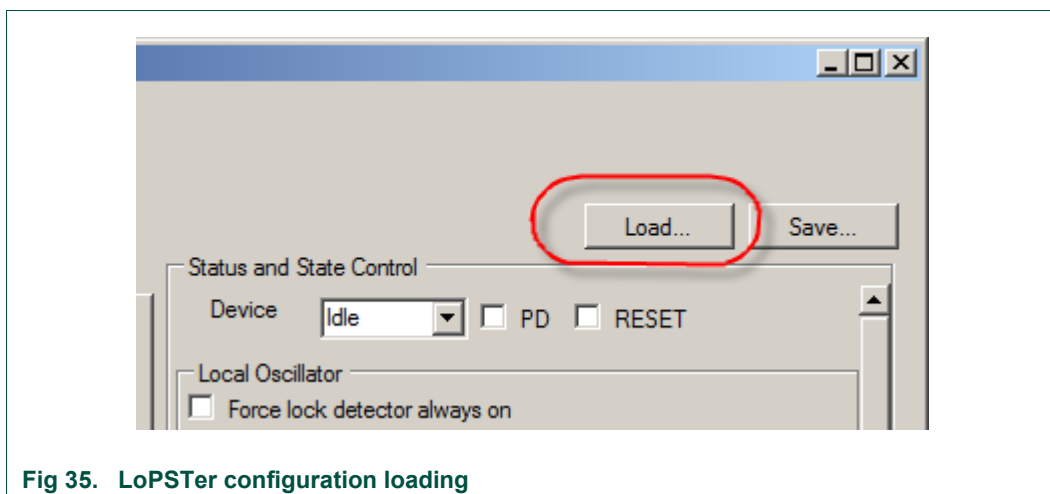 Load...
Save...
Status and State Control
Device
Idle
PD
RESET
Local Oscillator
Force lock detector always on
Fig 35. LoPSTer configuration loading